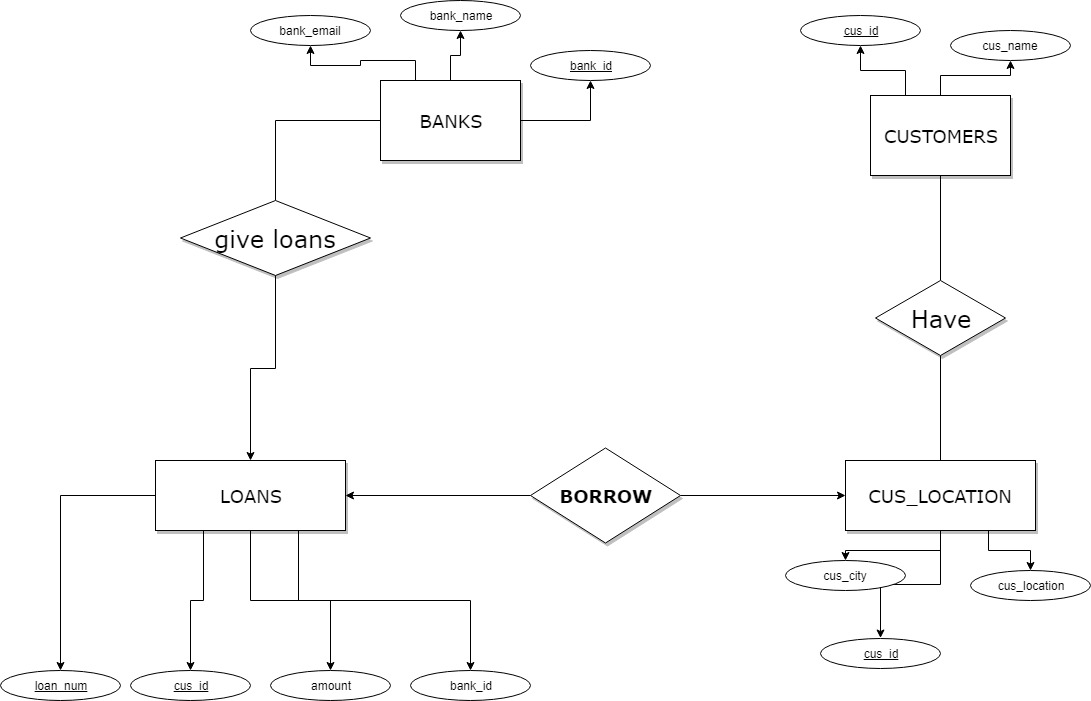 bank_name
bank_email
cus_id
cus_name
bank_id
BANKS
CUSTOMERS
give loans
Have
LOANS
BORROW
CUS_LOCATION
cus_city
cus_location
cus_id
loan_num
cus_id
amount
bank_id